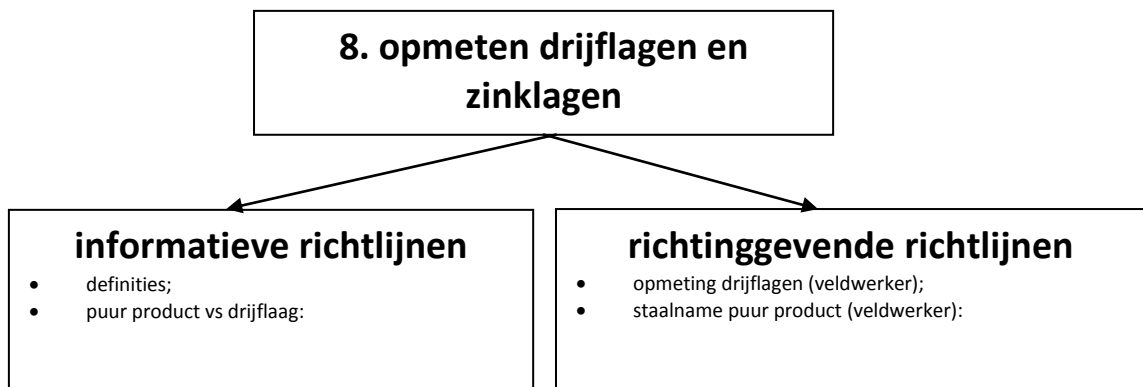 8. opmeten drijflagen en
zinklagen
informatieve richtlijnen
• definities;
• puur product vs drijflaag:
richtinggevende richtlijnen
• opmeting drijflagen (veldwerker);
• staalname puur product (veldwerker):